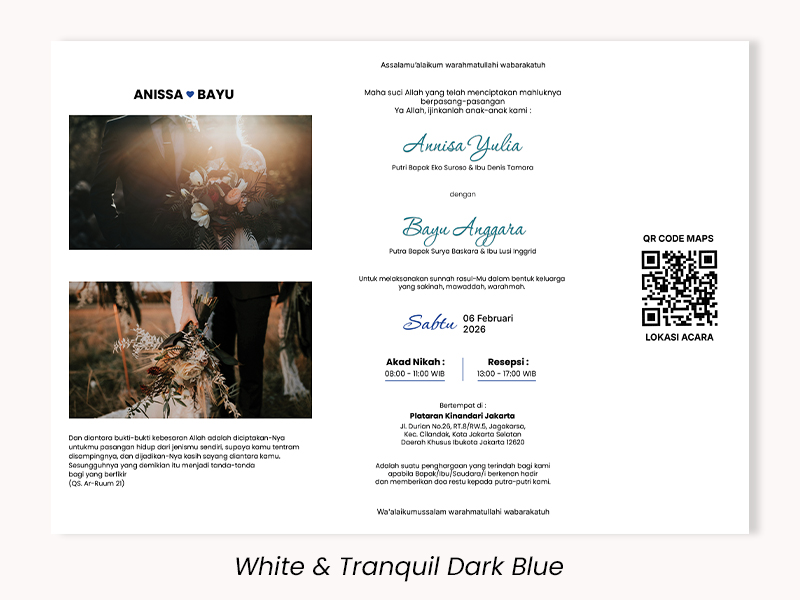 ANISSA 💙 BAYU
Dan diantara bukti-bukti kebesaran Allah adalah diciptakan-Nya
untukmu pasangan hidup dari jenismu sendiri, supaya kamu tentram
disampingnya, dan dijadikan-Nya kasih sayang diantara kamu.
Sesungguhnya yang demikian itu menjadi tanda-tanda
bagi yang berfikir
(QS. Ar-Ruum 21)
Assalamu'alaikum warahmatullahi wabarakatuh
Maha suci Allah yang telah menciptakan mahluknya
berpasang-pasangan
Ya Allah, ijinkanlah anak-anak kami :
Annisa Yulia
Putri Bapak Eko Suroso & Ibu Denis Tamara
dengan
Bayu Anggara
Putra Bapak Surya Baskara & Ibu Lusi Inggrid
Untuk melaksanakan sunnah rasul-Mu dalam bentuk keluarga
yang sakinah, mawaddah, warahmah.
Sabtu 06 Februari
2026
Akad Nikah :
08:00 - 11:00 WIB
Resepsi :
13:00 - 17:00 WIB
Bertempat di :
Plataran Kinandari Jakarta
Jl. Durian No.26, RT.8/RW.5, Jagakarsa,
Kec. Cilandak, Kota Jakarta Selatan
Daerah Khusus Ibukota Jakarta 12620
Adalah suatu penghargaan yang terindah bagi kami
apabila Bapak/Ibu/Saudara/i berkenan hadir
dan memberikan doa restu kepada putra-putri kami.
Wa'alaikumussalam warahmatullahi wabarakatuh
QR CODE MAPS
LOKASI ACARA
White & Tranquil Dark Blue